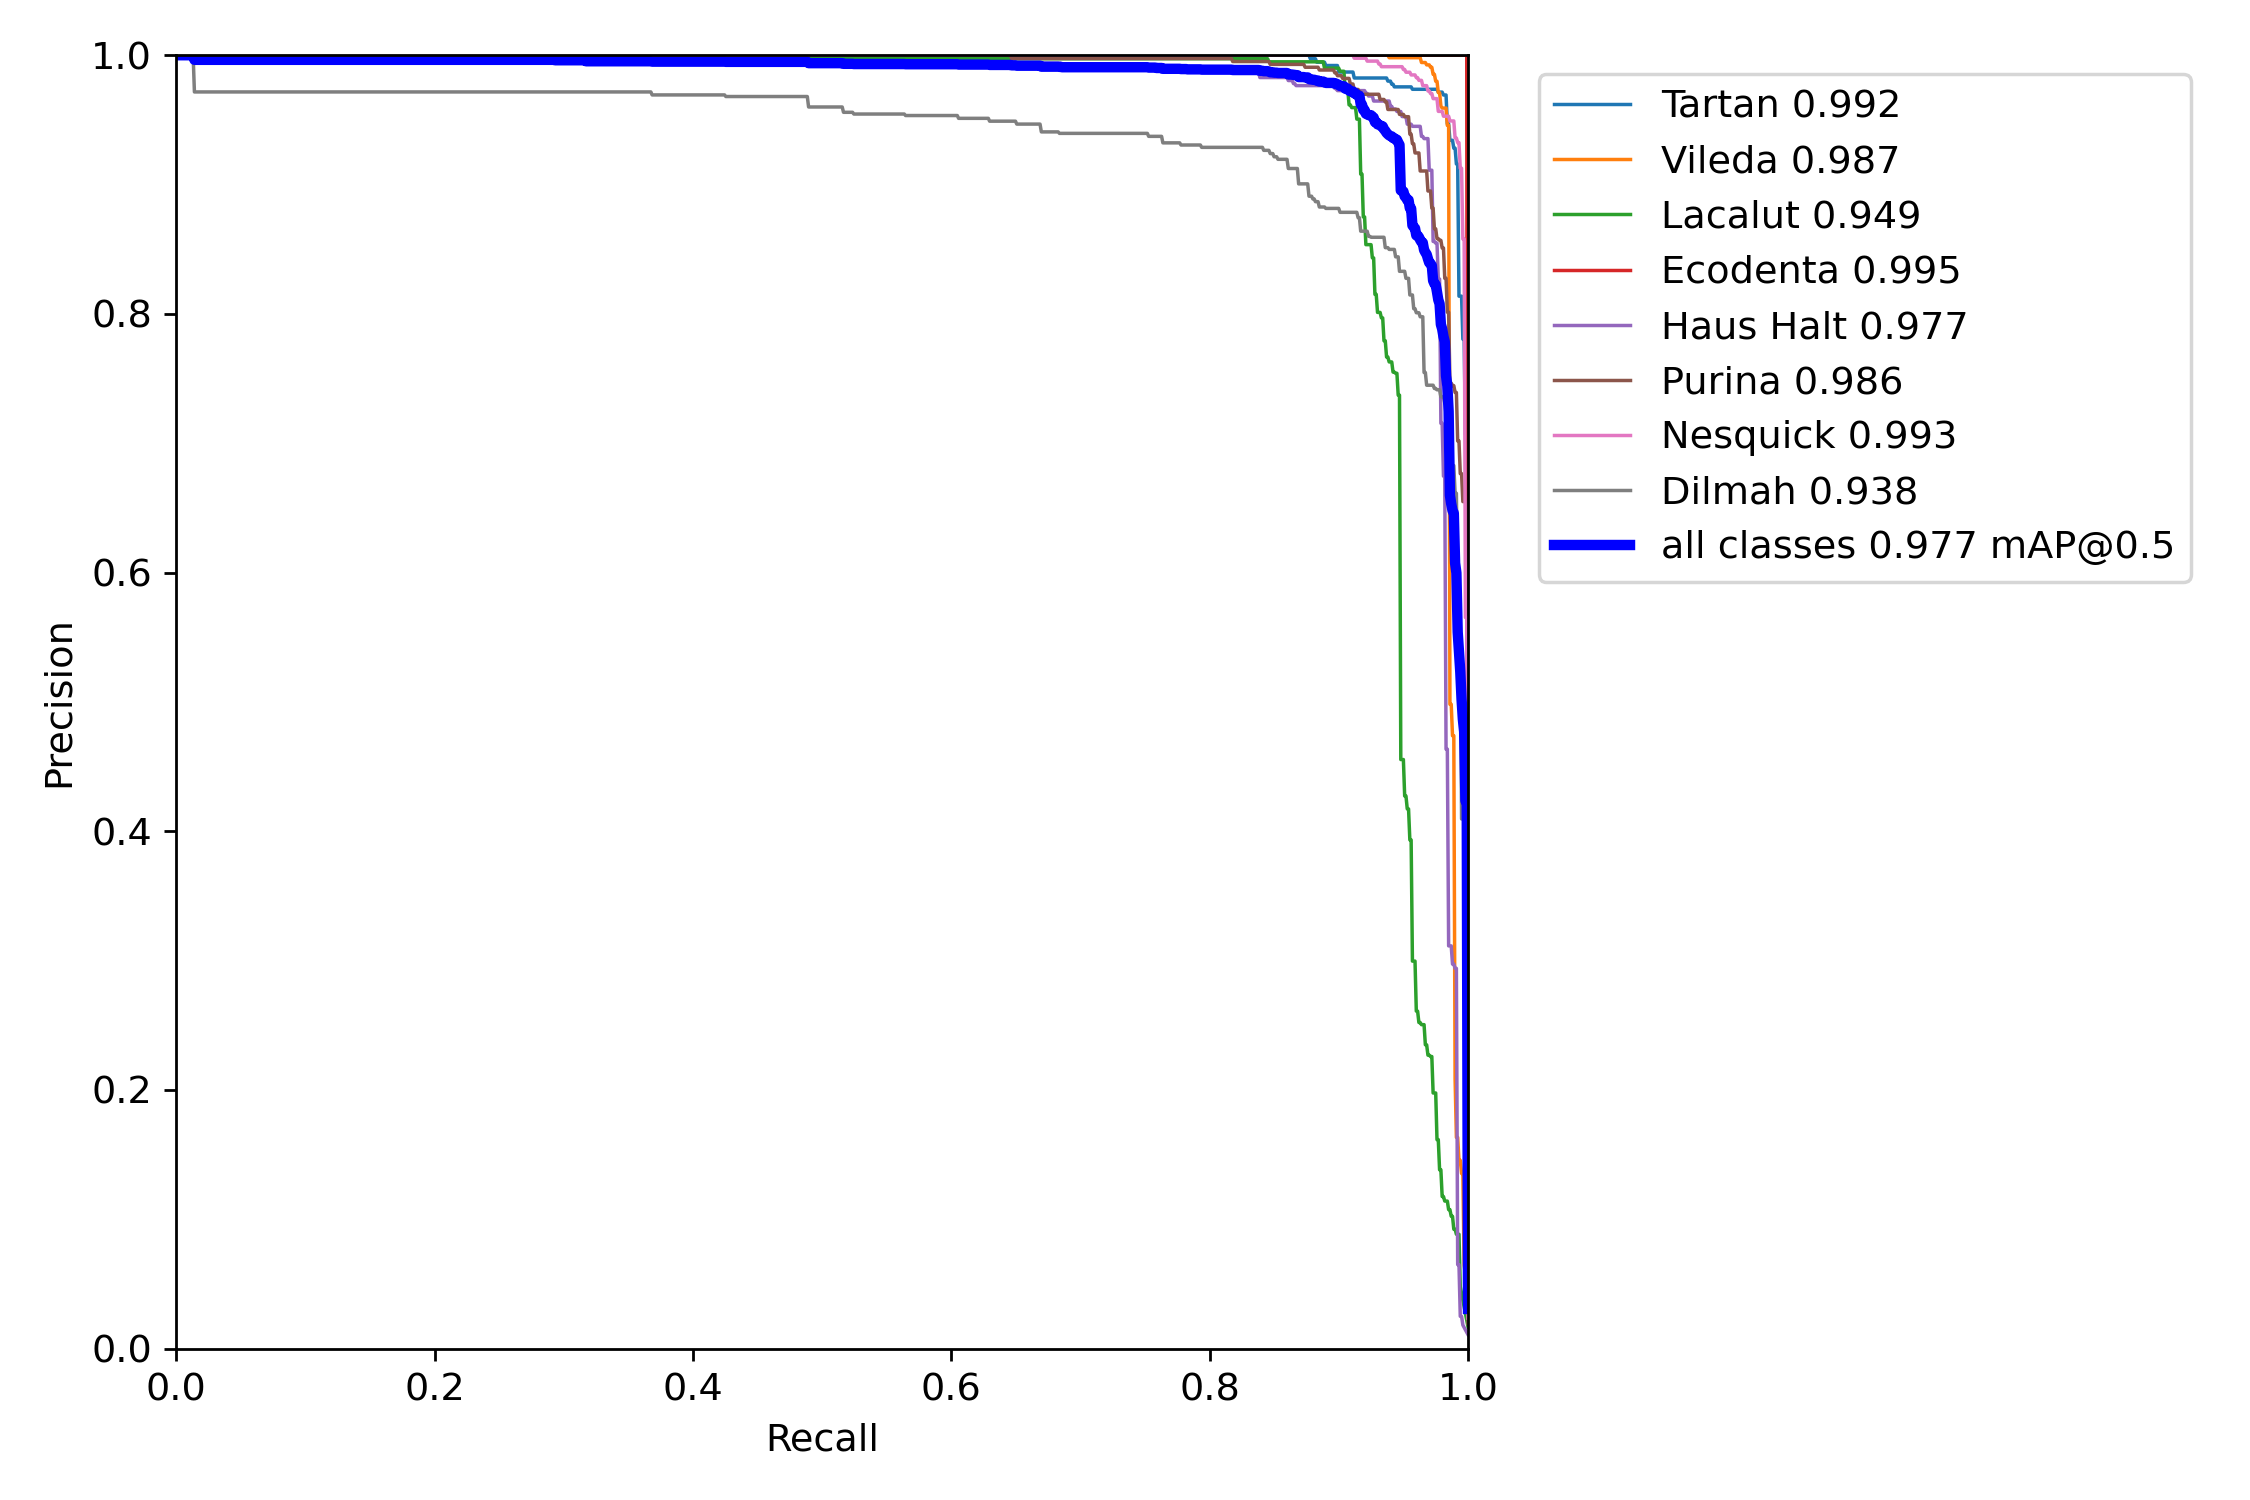 1.0
0.8
0.6
0.4
0.2
0.0
Precision
0.0 0.2 0.4 0.6 0.8 1.0
Recall
Tartan 0.992
Vileda 0.987
Lacalut 0.949
Ecodenta 0.995
Haus Halt 0.977
Purina 0.986
Nesquick 0.993
Dilmah 0.938
all classes 0.977 mAP@0.5